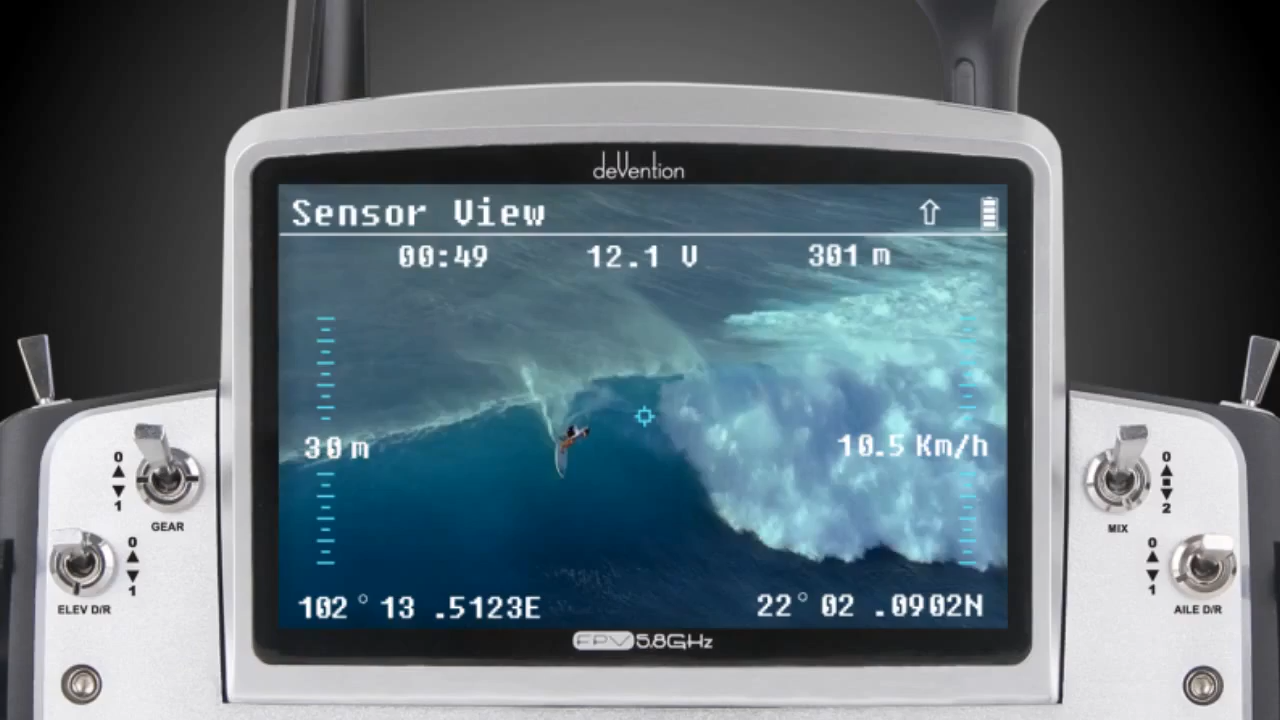 deVention
Sensor View
00:49 12.1 V 301 m
30 m 10.5 Km/h
102° 13 .5123E 22° 02 .0902N
FPV 5.8GHz
0
1
GEAR
0
1
ELEV D/R
0
2
MIX
0
1
AILE D/R